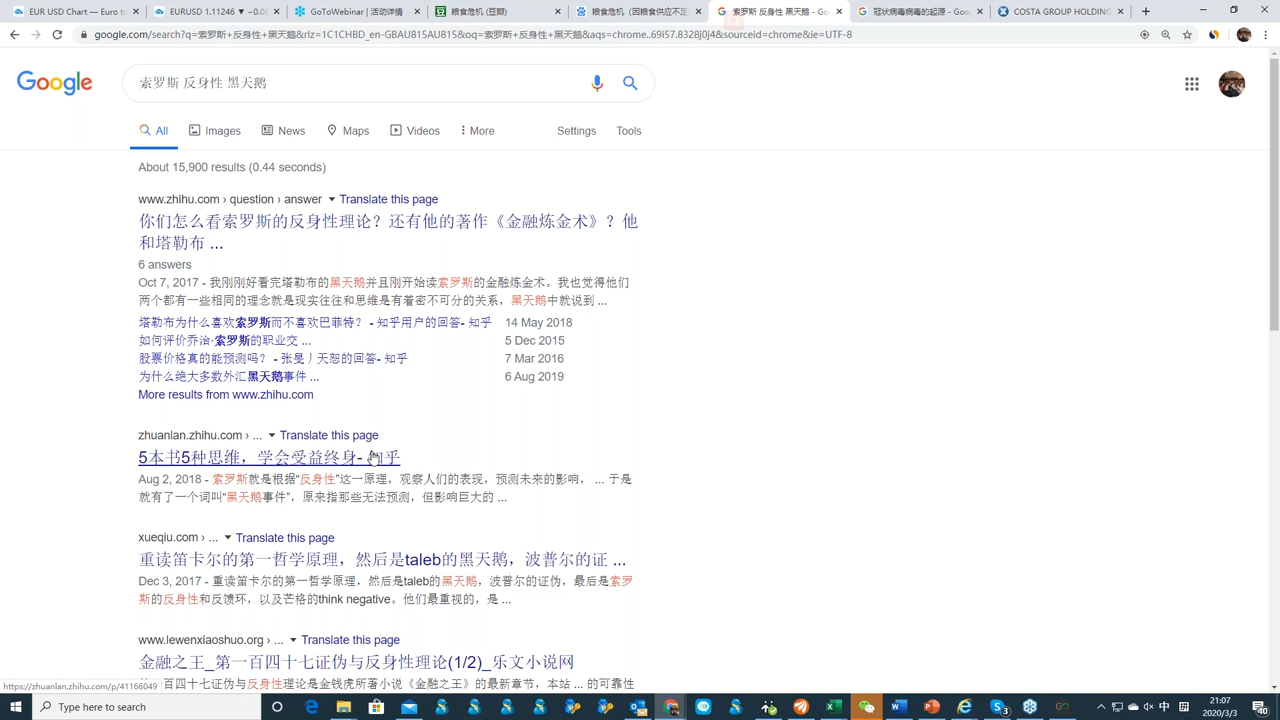 EUR USD Chart — Euro to
EURUSD 1.11246 ▼ −0.0
GoToWebinar | 活动详情
粮食危机 (豆瓣)
粮食危机（因粮食供应不足
索罗斯 反身性 黑天鹅 - Go
冠状病毒病毒的起源 - Goo
COSTA GROUP HOLDING
google.com/search?q=索罗斯+反身性+黑天鹅&rlz=1C1CHBD_en-GBAU815AU815&oq=索罗斯+反身性+黑天鹅&aqs=chrome..69i57.8328j0j4&sourceid=chrome&ie=UTF-8
Google
索罗斯 反身性 黑天鹅
All Images News Maps Videos More Settings Tools
About 15,900 results (0.44 seconds)
www.zhihu.com › question › answer ▼ Translate this page
你们怎么看索罗斯的反身性理论？还有他的著作《金融炼金术》？他
和塔勒布 ...
6 answers
Oct 7, 2017 - 我刚刚好看完塔勒布的黑天鹅并且刚开始读索罗斯的金融炼金术。我也觉得他们
两个都有一些相同的理念就是现实往往和思维是有着密不可分的关系，黑天鹅中就说到 ...
塔勒布为什么喜欢索罗斯而不喜欢巴菲特？ - 知乎用户的回答- 知乎 14 May 2018
如何评价乔治·索罗斯的职业交 ... 5 Dec 2015
股票价格真的能预测吗？ - 张旻丿天恕的回答- 知乎 7 Mar 2016
为什么绝大多数外汇黑天鹅事件 ... 6 Aug 2019
More results from www.zhihu.com
zhuanlan.zhihu.com › ... ▼ Translate this page
5本书5种思维，学会受益终身- 知乎
Aug 2, 2018 - 索罗斯就是根据“反身性”这一原理，观察人们的表现，预测未来的影响， ... 于是
就有了一个词叫“黑天鹅事件”，原来指那些无法预测，但影响巨大的 ...
xueqiu.com › ... ▼ Translate this page
重读笛卡尔的第一哲学原理，然后是taleb的黑天鹅，波普尔的证 ...
Dec 3, 2017 - 重读笛卡尔的第一哲学原理，然后是taleb的黑天鹅，波普尔的证伪，最后是索罗
斯的反身性和反馈环，以及芒格的think negative。他们最重视的，是 ...
www.lewenxiaoshuo.org › ... ▼ Translate this page
金融之王_第一百四十七证伪与反身性理论(1/2)_乐文小说网
百四十七证伪与反身性理论是金钱虎所著小说《金融之王》的最新章节，本站 ... 的可靠性
https://zhuanlan.zhihu.com/p/41166049
Type here to search
中
拼
21:07
2020/3/3
40